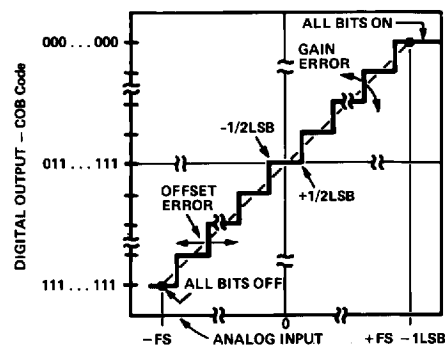 ALL BITS ON
000 . . . 000
GAIN
ERROR
DIGITAL OUTPUT – COB Code
–1/2LSB
011 . . . 111
+1/2LSB
OFFSET
ERROR
111 . . . 111
ALL BITS OFF
0
–FS
ANALOG INPUT
+FS –1LSB